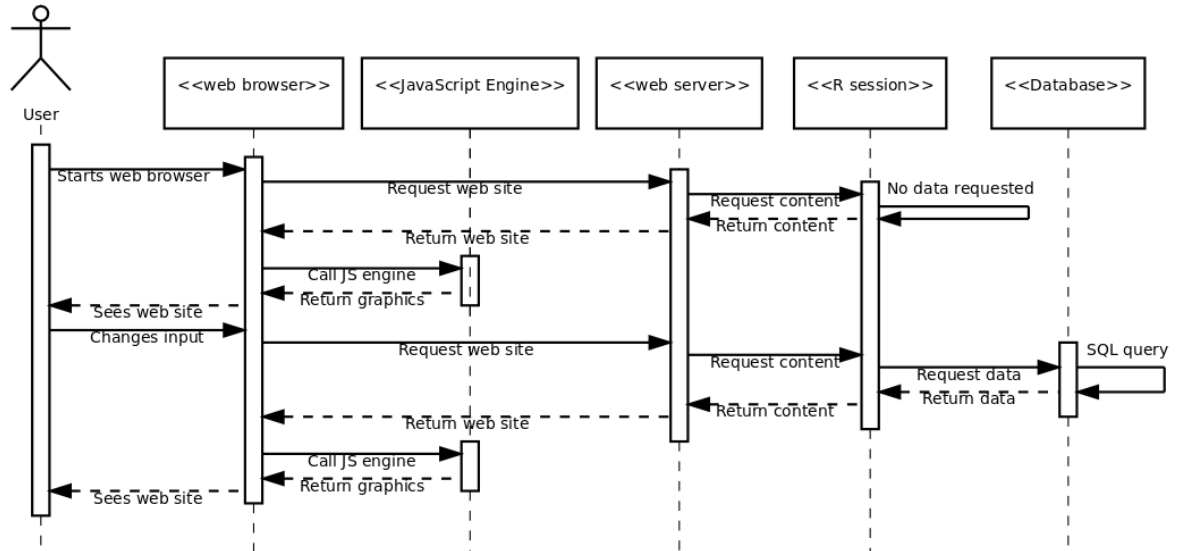 User
<<web browser>>
<<JavaScript Engine>>
<<web server>>
<<R session>>
<<Database>>
Starts web browser
Request web site
Request content
No data requested
Return content
Return web site
Call JS engine
Return graphics
Sees web site
Changes input
Request web site
Request content
SQL query
Request data
Return data
Return content
Return web site
Call JS engine
Return graphics
Sees web site